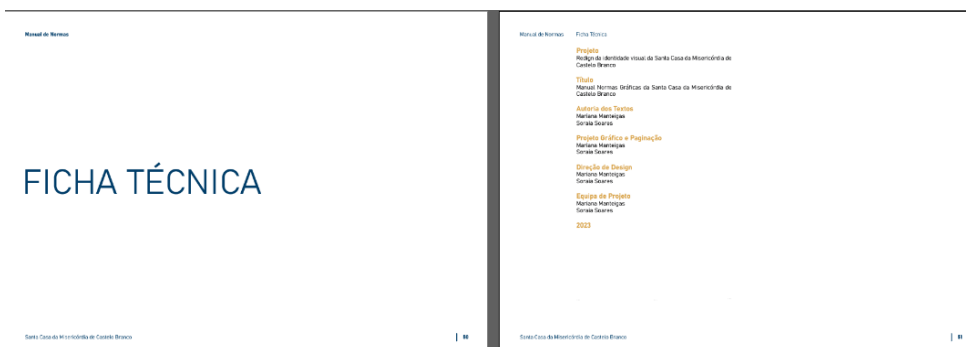 Manual de Normas
FICHA TÉCNICA
Santa Casa da Misericórdia de Castelo Branco
Manual de Normas
Ficha Técnica
Projeto
Redign da identidade visual da Santa Casa da Misericórdia de
Castelo Branco
Título
Manual Normas Gráficas da Santa Casa da Misericórdia de
Castelo Branco
Autoria dos Textos
Mariana Manteigas
Soraia Soares
Projeto Gráfico e Paginação
Mariana Manteigas
Soraia Soares
Direção de Design
Mariana Manteigas
Soraia Soares
Equipa de Projeto
Mariana Manteigas
Soraia Soares
2023
Santa Casa da Misericórdia de Castelo Branco